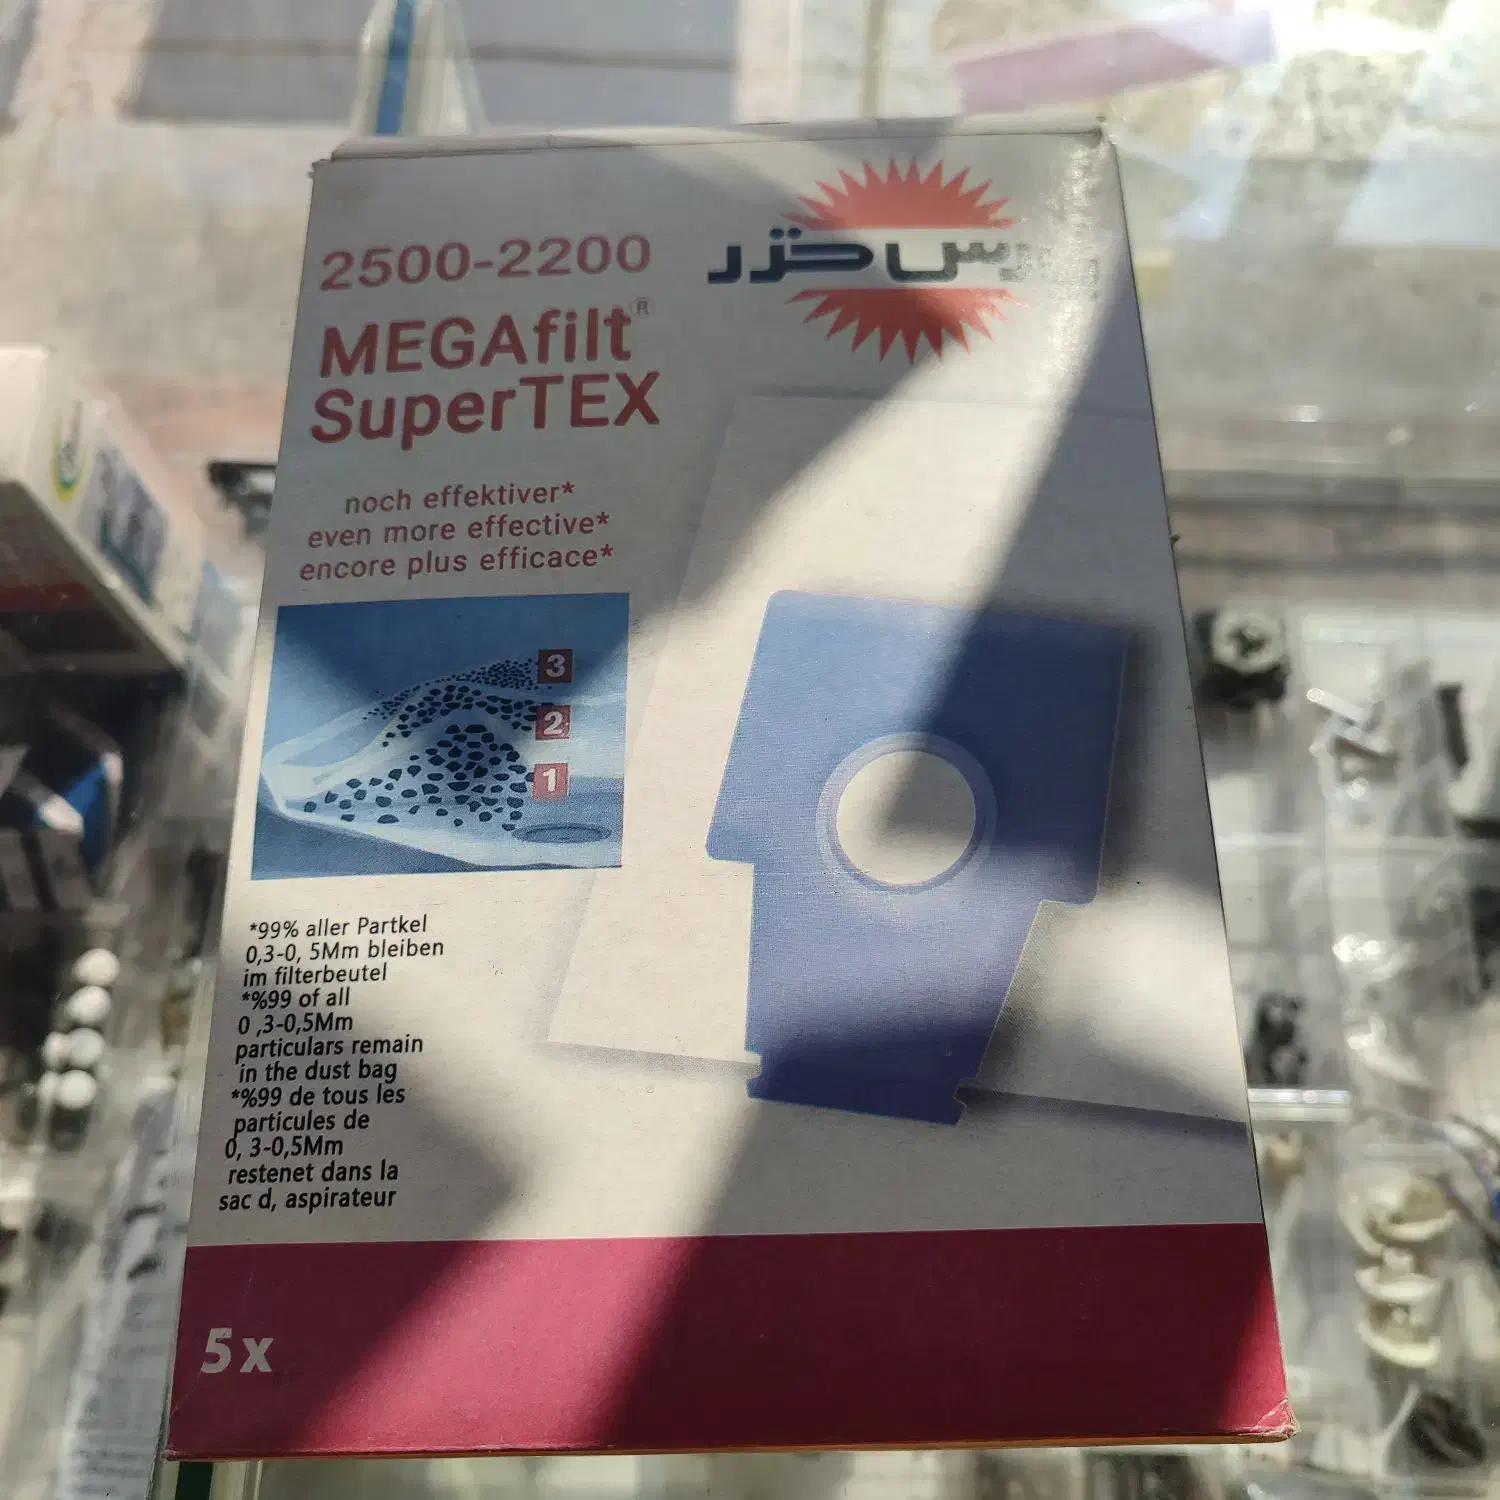 2500-2200
پارس خزر
MEGAfilt®
SuperTEX
noch effektiver*
even more effective*
encore plus efficace*
3
2
1
*99% aller Partkel
0,3-0, 5Mm bleiben
im filterbeutel
*%99 of all
0 ,3-0,5Mm
particulars remain
in the dust bag
*%99 de tous les
particules de
0, 3-0,5Mm
restenet dans la
sac d, aspirateur
5x